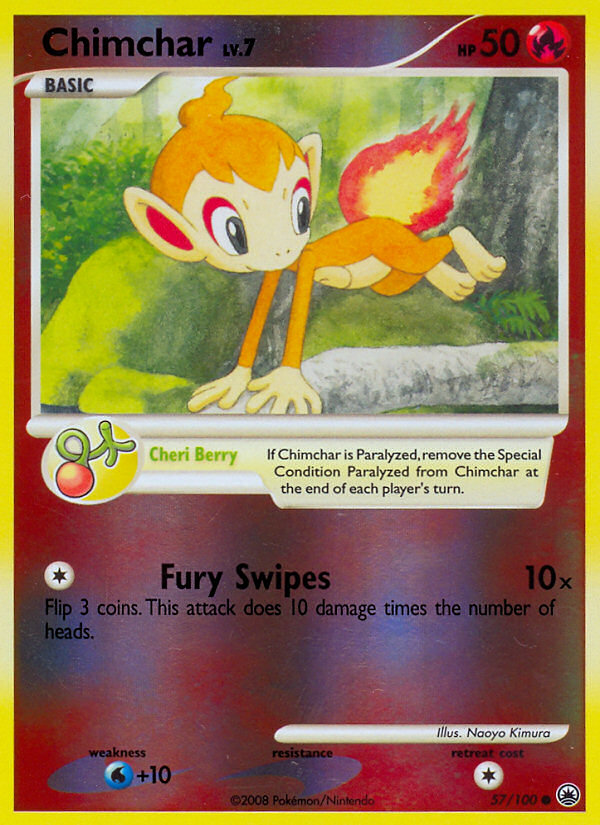 Chimchar LV.7 HP 50
BASIC
Cheri Berry
If Chimchar is Paralyzed, remove the Special
Condition Paralyzed from Chimchar at
the end of each player's turn.
Fury Swipes 10x
Flip 3 coins. This attack does 10 damage times the number of
heads.
Illus. Naoyo Kimura
weakness resistance retreat cost
+10
©2008 Pokémon/Nintendo 57/100